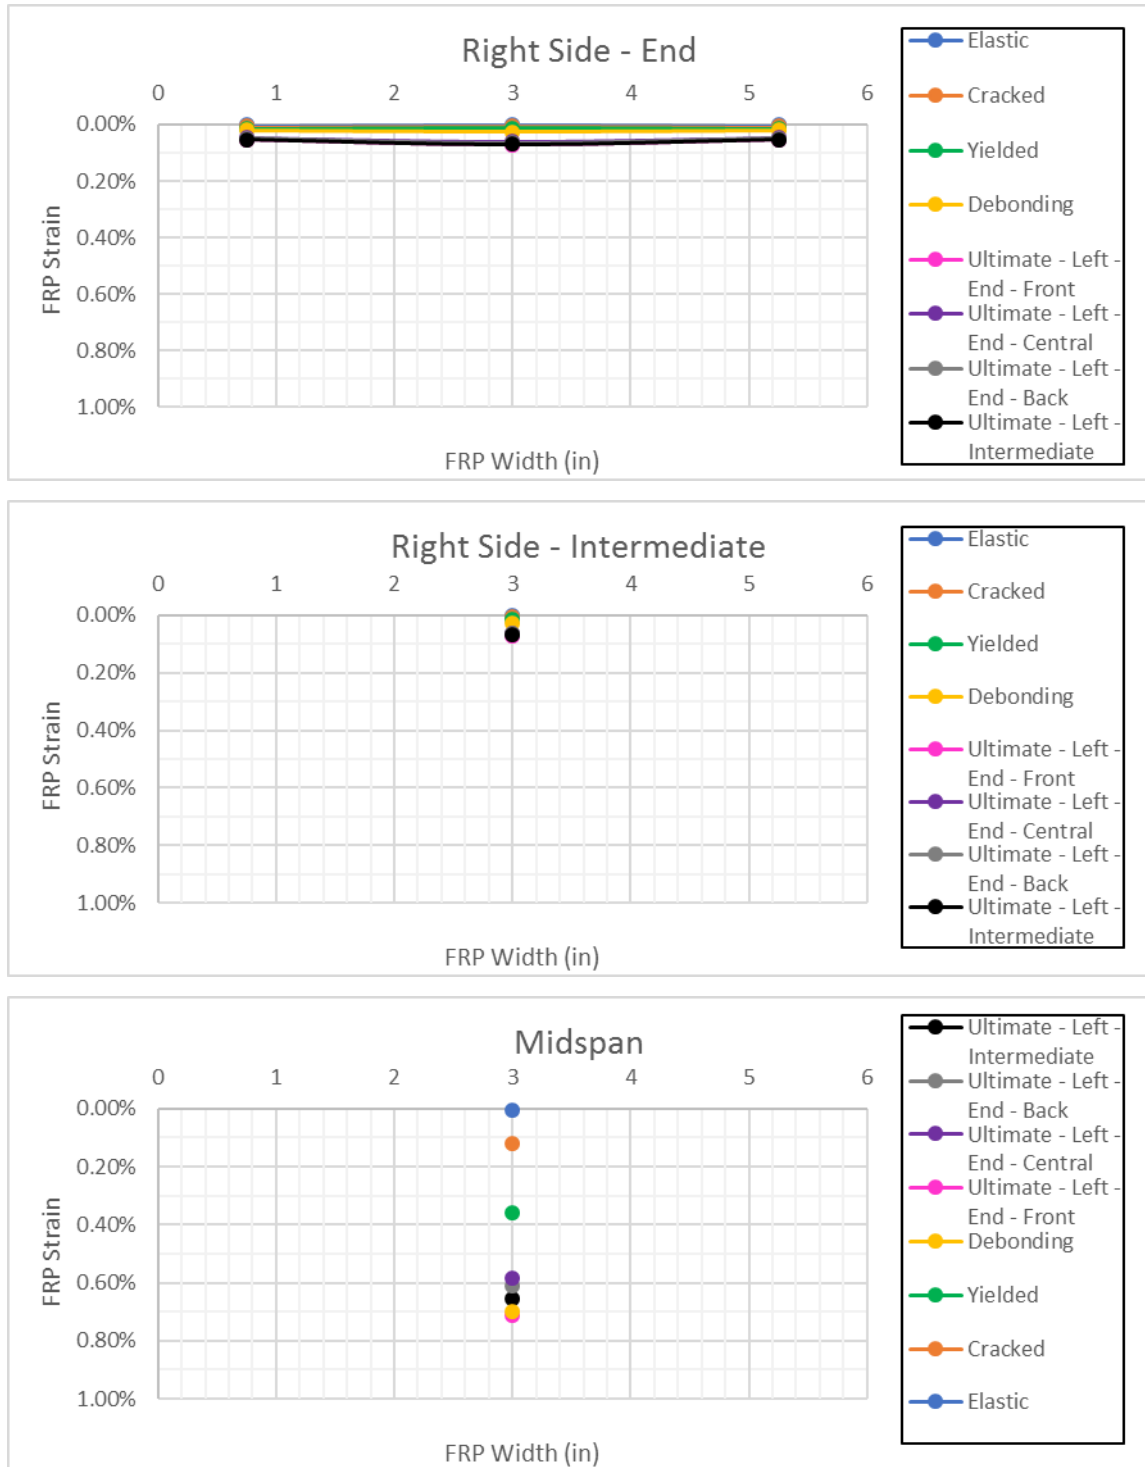 Right Side - End
0 1 2 3 4 5 6
0.00%
0.20%
0.40%
0.60%
0.80%
1.00%
FRP Strain
FRP Width (in)
Elastic
Cracked
Yielded
Debonding
Ultimate - Left -
End - Front
Ultimate - Left -
End - Central
Ultimate - Left -
End - Back
Ultimate - Left -
Intermediate
Right Side - Intermediate
0 1 2 3 4 5 6
0.00%
0.20%
0.40%
0.60%
0.80%
1.00%
FRP Strain
FRP Width (in)
Elastic
Cracked
Yielded
Debonding
Ultimate - Left -
End - Front
Ultimate - Left -
End - Central
Ultimate - Left -
End - Back
Ultimate - Left -
Intermediate
Midspan
0 1 2 3 4 5 6
0.00%
0.20%
0.40%
0.60%
0.80%
1.00%
FRP Strain
FRP Width (in)
Ultimate - Left -
Intermediate
Ultimate - Left -
End - Back
Ultimate - Left -
End - Central
Ultimate - Left -
End - Front
Debonding
Yielded
Cracked
Elastic